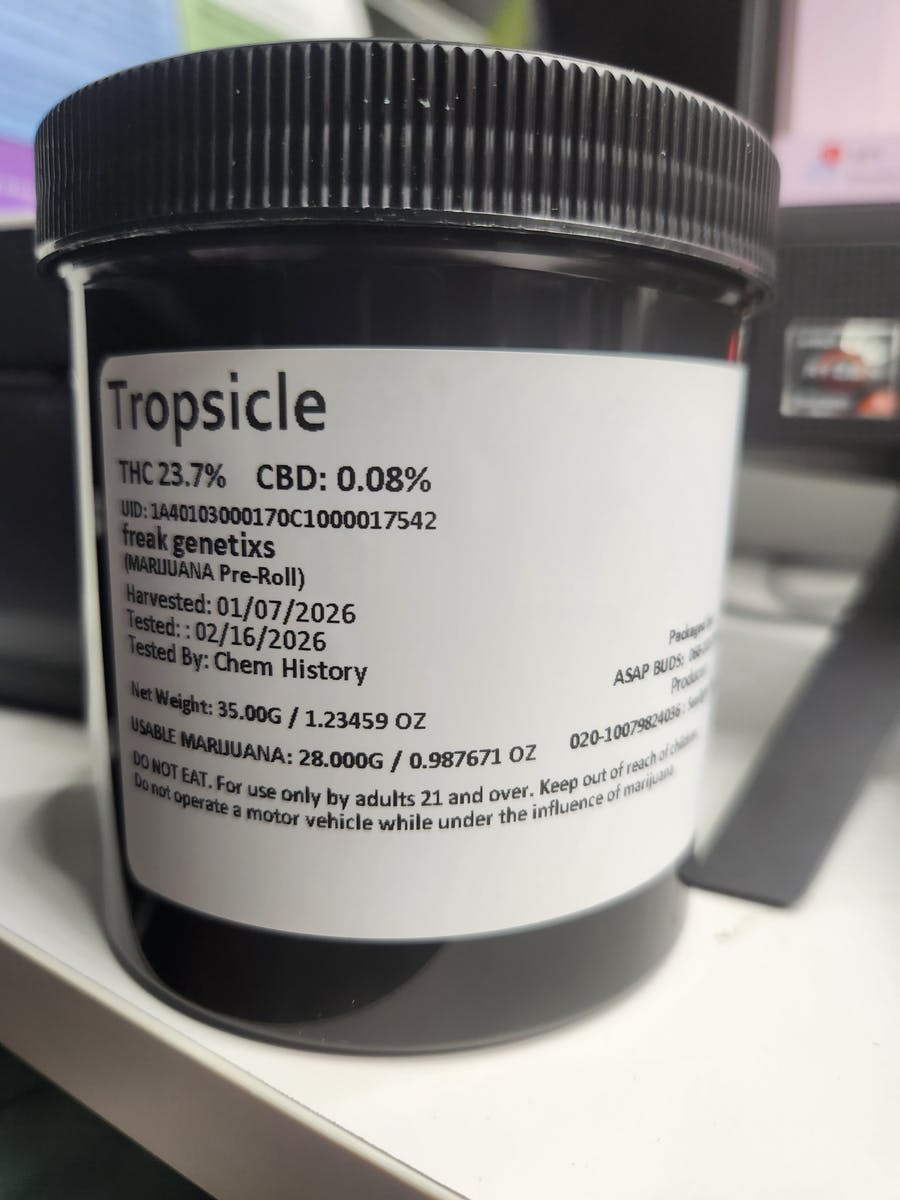 Tropsicle
THC 23.7% CBD: 0.08%
UID: 1A40103000170C1000017542
freak genetixs
(MARIJUANA Pre-Roll)
Harvested: 01/07/2026
Tested: : 02/16/2026
Tested By: Chem History
Net Weight: 35.00G / 1.23459 OZ
USABLE MARIJUANA: 28.000G / 0.987671 OZ
ASAP BUDS:
020-10079824036 :
DO NOT EAT. For use only by adults 21 and over. Keep out of reach of children.
Do not operate a motor vehicle while under the influence of marijuana.